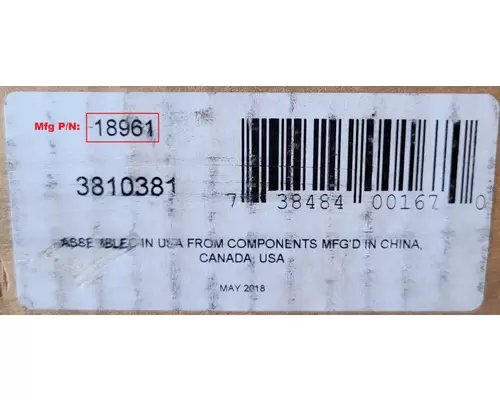 Mfg P/N: 18961
3810381
7 38484 00167 0
ASSEMBLED IN USA FROM COMPONENTS MFG'D IN CHINA,
CANADA, USA
MAY 2018